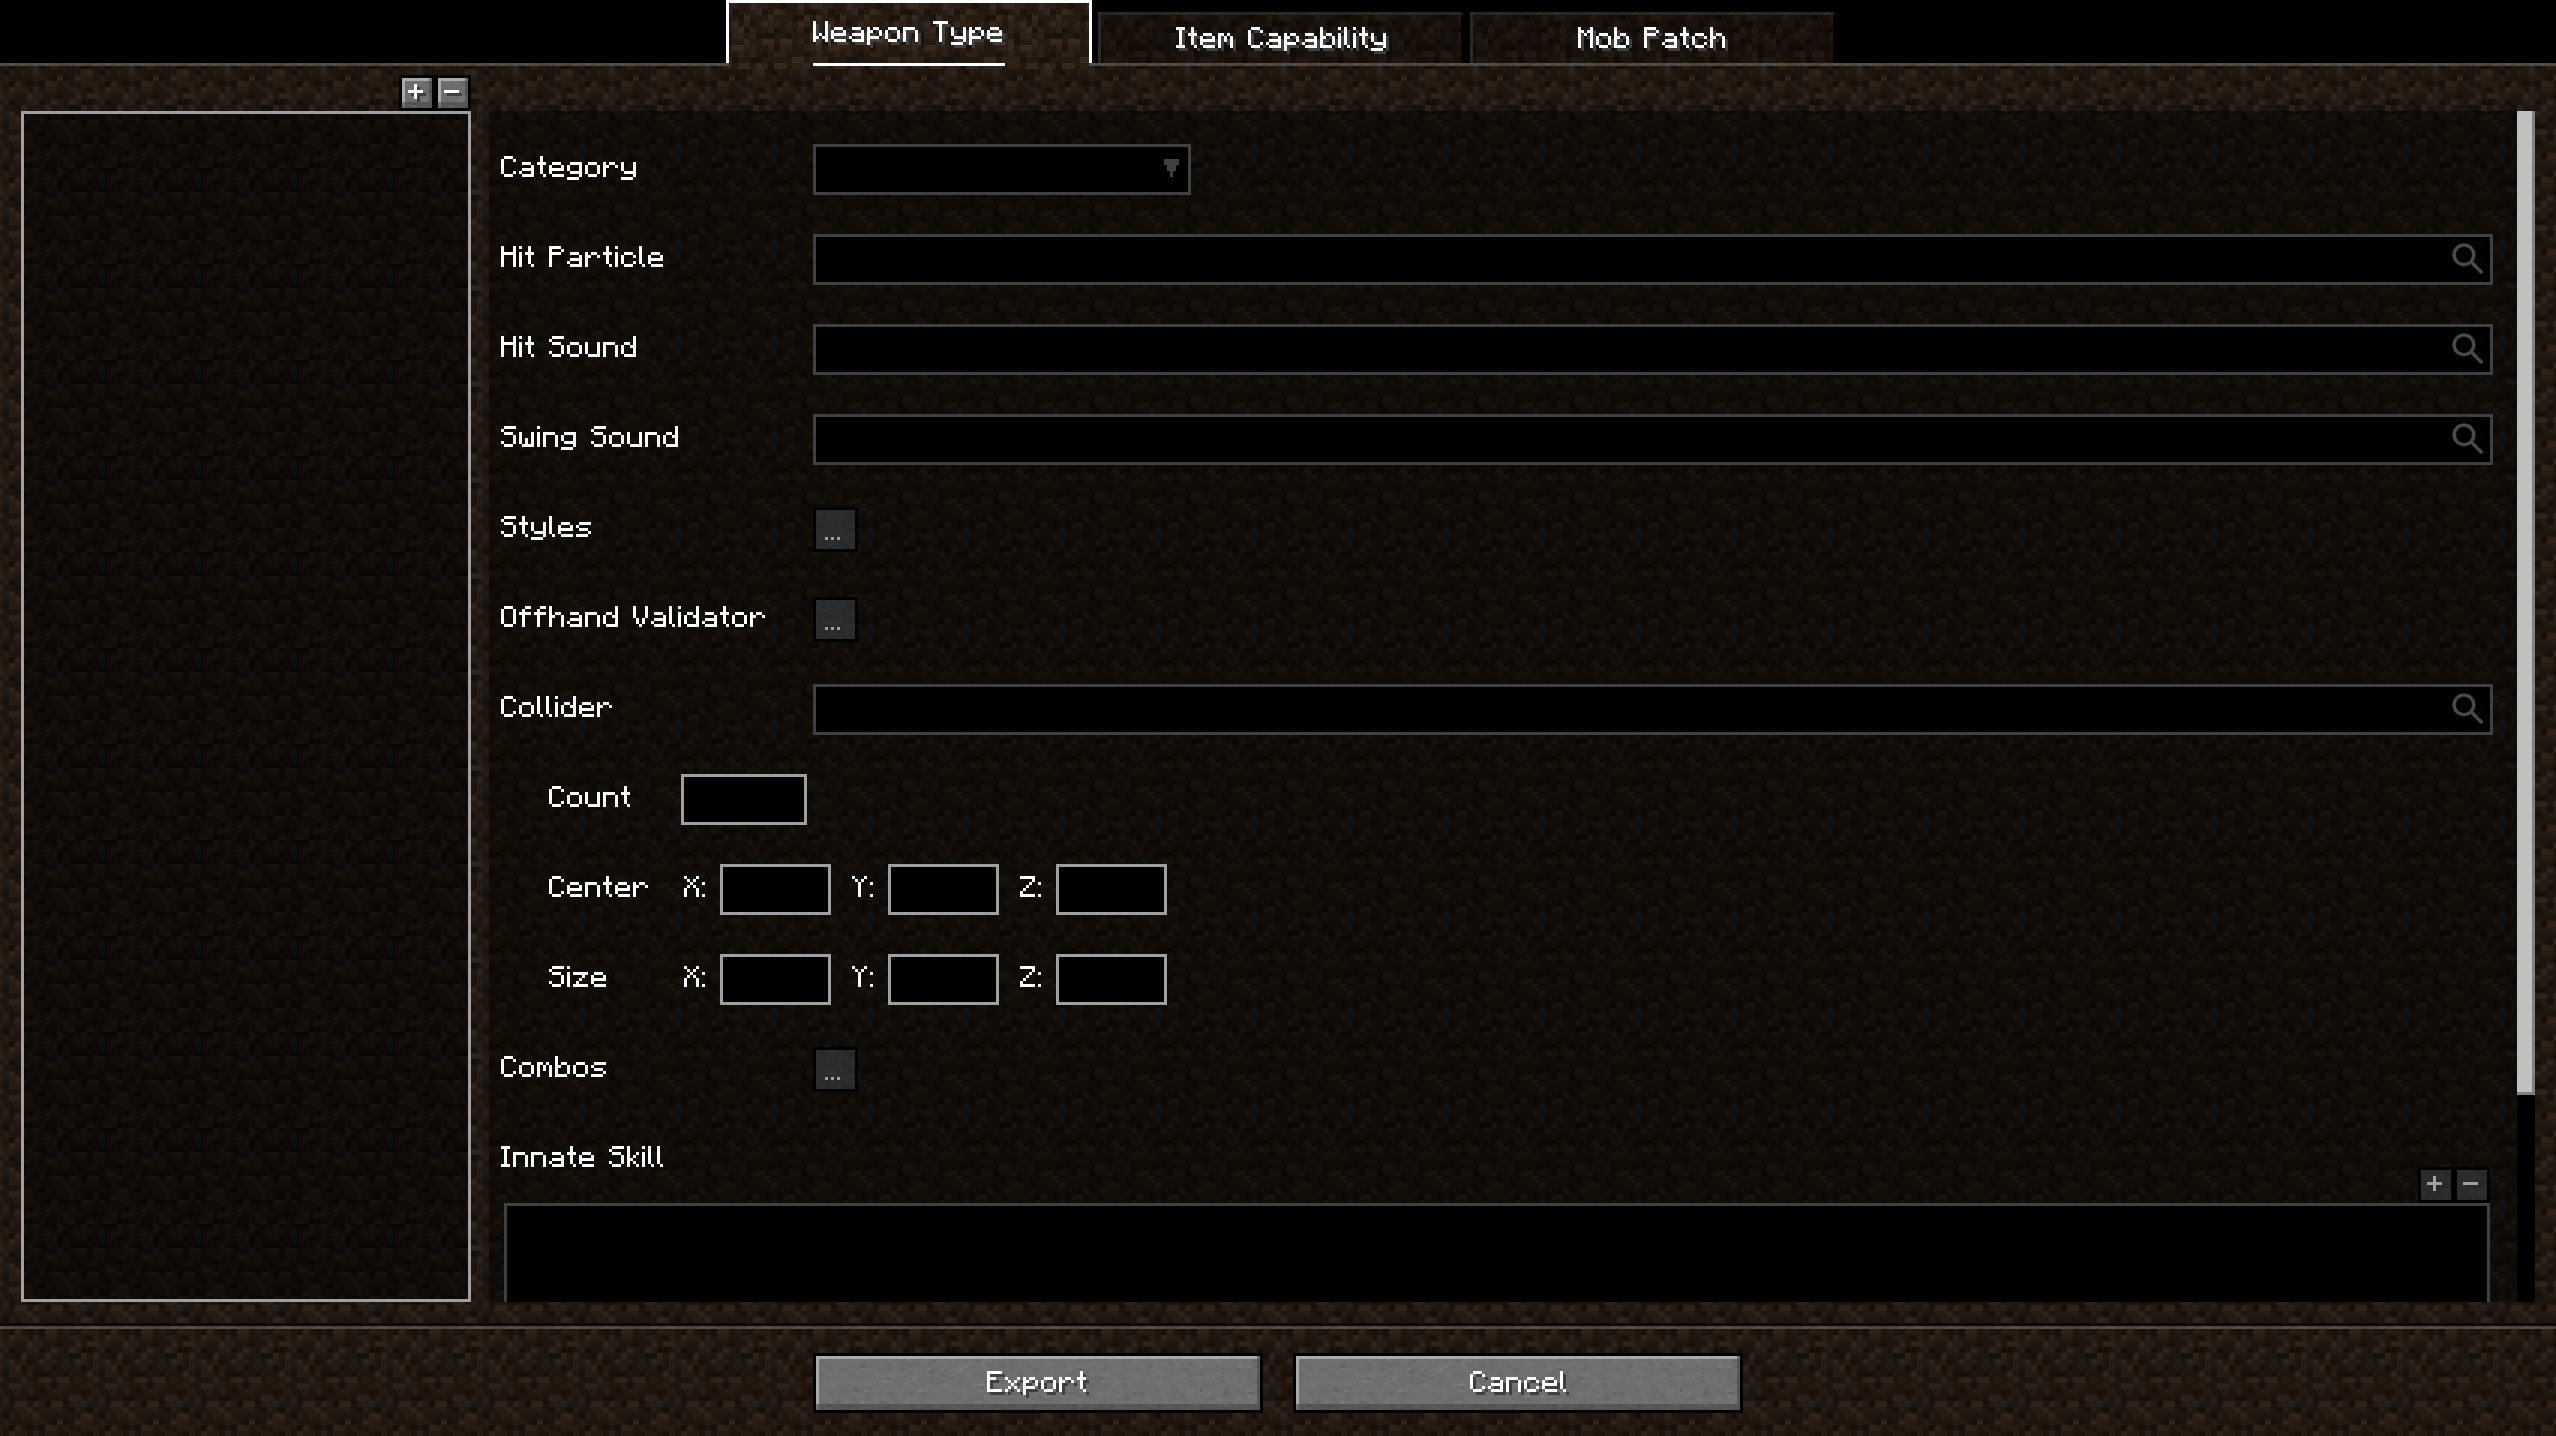 Weapon Type
Item Capability
Mob Patch
+ −
Category
Hit Particle
Hit Sound
Swing Sound
Styles
...
Offhand Validator
...
Collider
Count
Center X: Y: Z:
Size X: Y: Z:
Combos
...
Innate Skill
+ −
Export
Cancel